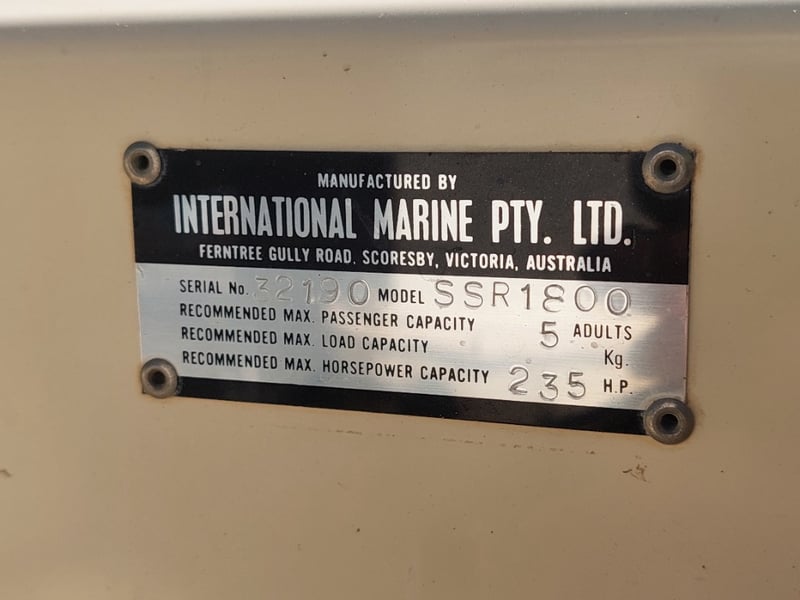 MANUFACTURED BY
INTERNATIONAL MARINE PTY. LTD.
FERNTREE GULLY ROAD, SCORESBY, VICTORIA, AUSTRALIA
SERIAL No. 32190 MODEL SSR1800
RECOMMENDED MAX. PASSENGER CAPACITY 5 ADULTS
RECOMMENDED MAX. LOAD CAPACITY Kg.
RECOMMENDED MAX. HORSEPOWER CAPACITY 235 H.P.